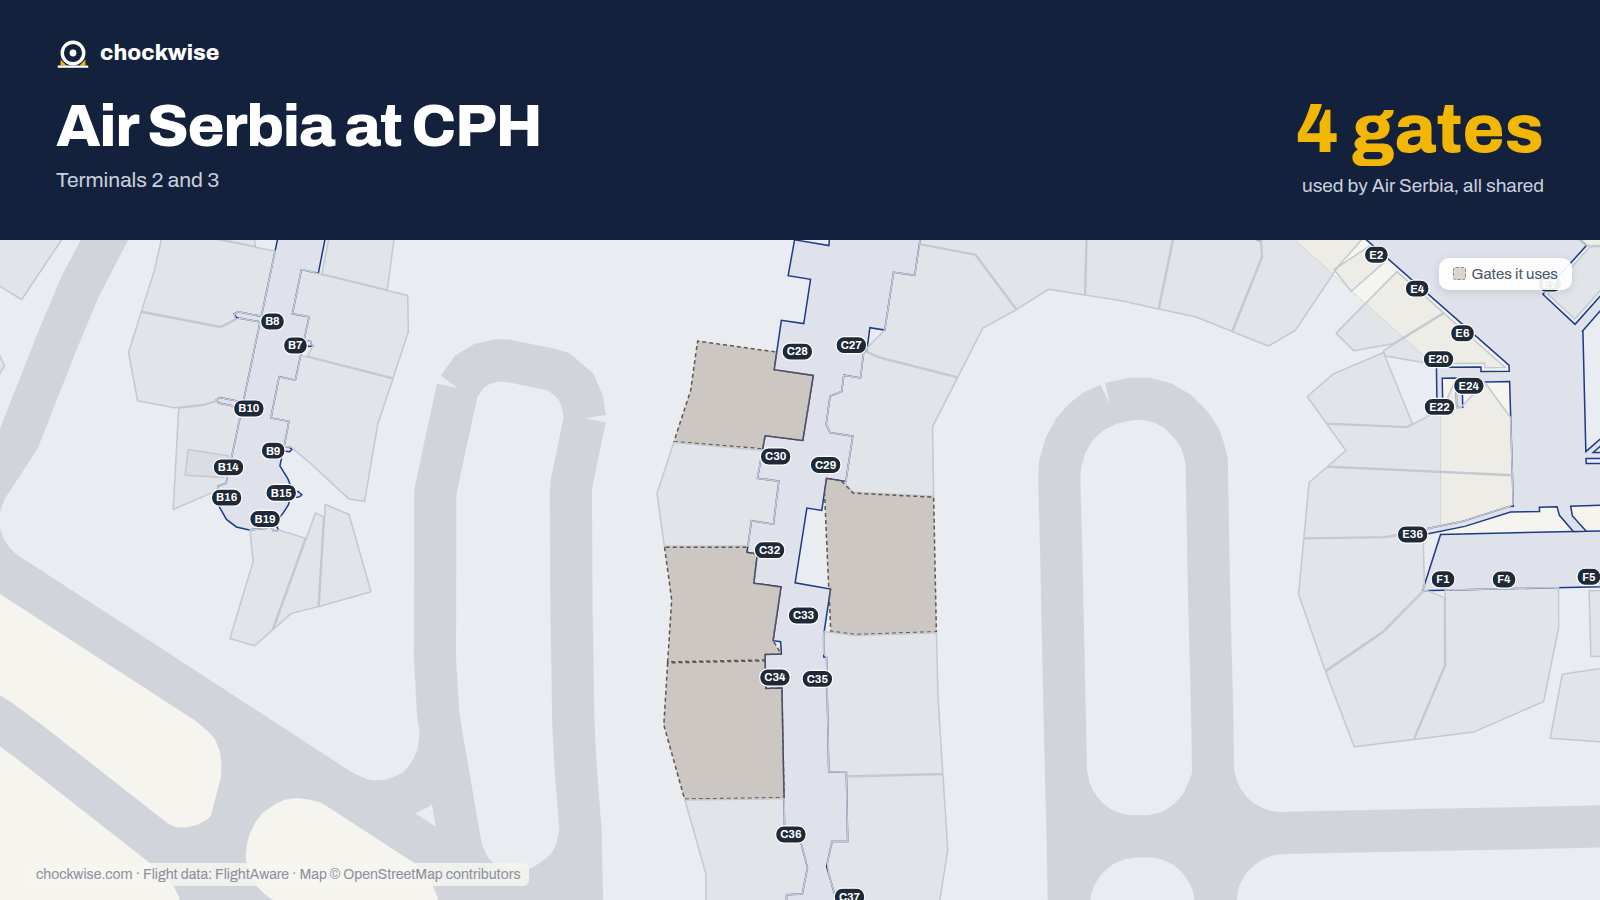 chockwise
Air Serbia at CPH
Terminals 2 and 3
4 gates
used by Air Serbia, all shared
Gates it uses
E2
E4
E6
E20
E24
E22
E36
F1
F4
F5
B8
B7
B10
B9
B14
B16
B15
B19
C28
C27
C30
C29
C32
C33
C34
C35
C36
C37
chockwise.com · Flight data: FlightAware · Map © OpenStreetMap contributors